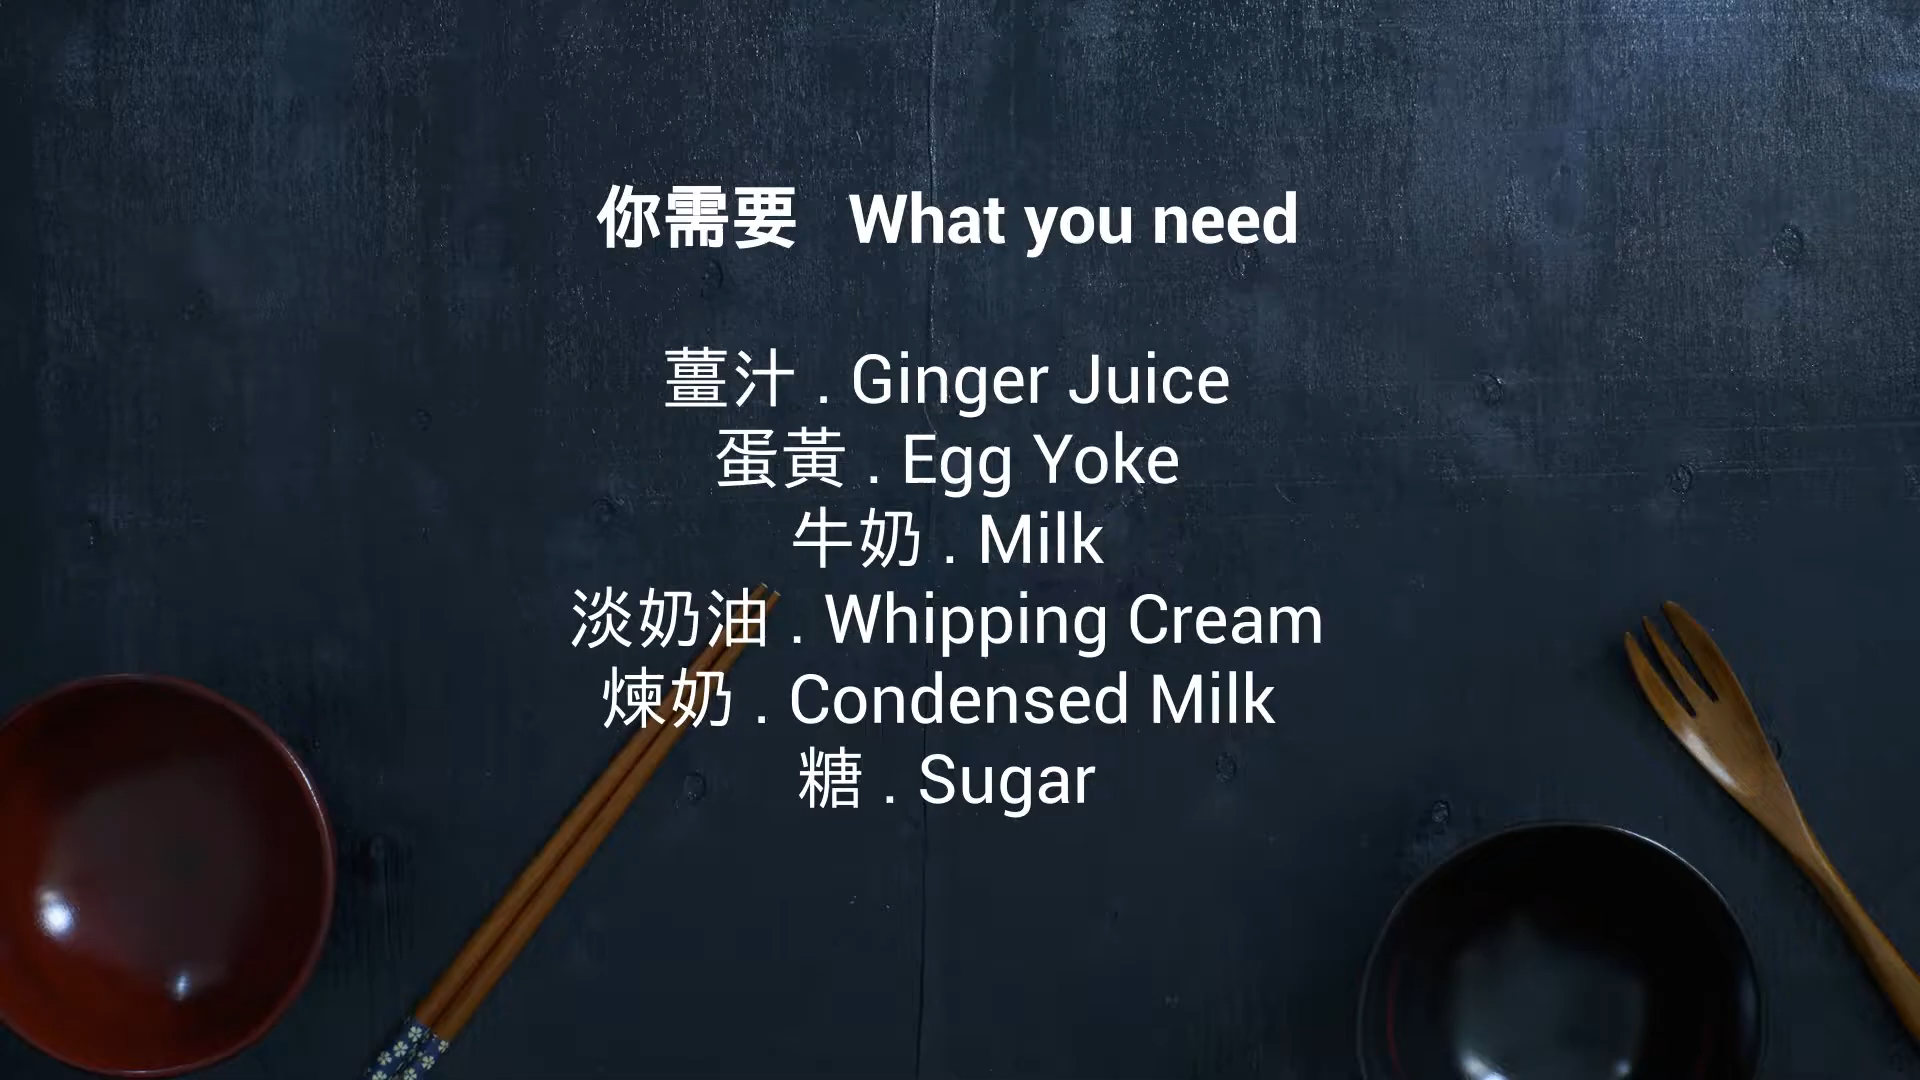 你需要 What you need
薑汁 . Ginger Juice
蛋黃 . Egg Yoke
牛奶 . Milk
淡奶油 . Whipping Cream
煉奶 . Condensed Milk
糖 . Sugar